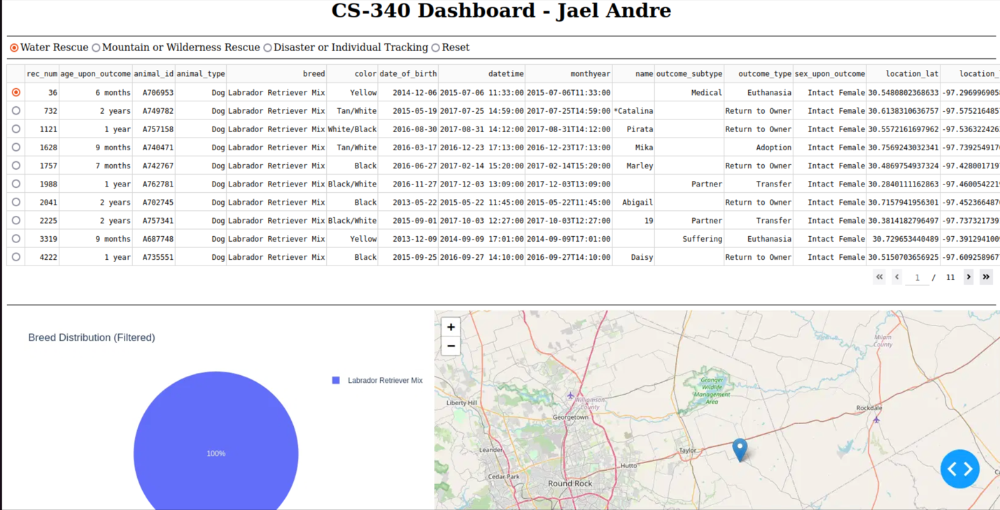 CS-340 Dashboard - Jael Andre
Water Rescue Mountain or Wilderness Rescue Disaster or Individual Tracking Reset
rec_num age_upon_outcome animal_id animal_type breed color date_of_birth datetime monthyear name outcome_subtype outcome_type sex_upon_outcome location_lat location_
36 6 months A706953 Dog Labrador Retriever Mix Yellow 2014-12-06 2015-07-06 11:33:00 2015-07-06T11:33:00 Medical Euthanasia Intact Female 30.5480802368633 -97.296996905
732 2 years A749782 Dog Labrador Retriever Mix Tan/White 2015-05-19 2017-07-25 14:59:00 2017-07-25T14:59:00 *Catalina Return to Owner Intact Female 30.6138310636757 -97.575216485
1121 1 year A757158 Dog Labrador Retriever Mix White/Black 2016-08-30 2017-08-31 14:12:00 2017-08-31T14:12:00 Pirata Return to Owner Intact Female 30.5572161697962 -97.536322426
1628 9 months A740471 Dog Labrador Retriever Mix Tan/White 2016-03-17 2016-12-23 17:13:00 2016-12-23T17:13:00 Mika Adoption Intact Female 30.7569243032341 -97.739254917
1757 7 months A742767 Dog Labrador Retriever Mix Black 2016-06-27 2017-02-14 15:20:00 2017-02-14T15:20:00 Marley Return to Owner Intact Female 30.4869754937324 -97.428001719
1988 1 year A762781 Dog Labrador Retriever Mix Black/White 2016-11-27 2017-12-03 13:09:00 2017-12-03T13:09:00 Partner Transfer Intact Female 30.2840111162863 -97.460054221
2041 2 years A702745 Dog Labrador Retriever Mix Black 2013-05-22 2015-05-22 11:45:00 2015-05-22T11:45:00 Abigail Return to Owner Intact Female 30.7157941956301 -97.452366487
2225 2 years A757341 Dog Labrador Retriever Mix Black/White 2015-09-01 2017-10-03 12:27:00 2017-10-03T12:27:00 19 Partner Transfer Intact Female 30.3814182796497 -97.737321739
3319 9 months A687748 Dog Labrador Retriever Mix Yellow 2013-12-09 2014-09-09 17:01:00 2014-09-09T17:01:00 Suffering Euthanasia Intact Female 30.729653440489 -97.391294100
4222 1 year A735551 Dog Labrador Retriever Mix Black 2015-09-25 2016-09-27 14:10:00 2016-09-27T14:10:00 Daisy Return to Owner Intact Female 30.5150703656925 -97.609258967
« ‹ 1 / 11 › »
Breed Distribution (Filtered)
Labrador Retriever Mix
100%
+
−
Milam
County
Granger
Wildlife
Management
Area
Liberty Hill
Williamson
County
Rockdale
Georgetown
Leander
Taylor
Hutto
Cedar Park
Round Rock